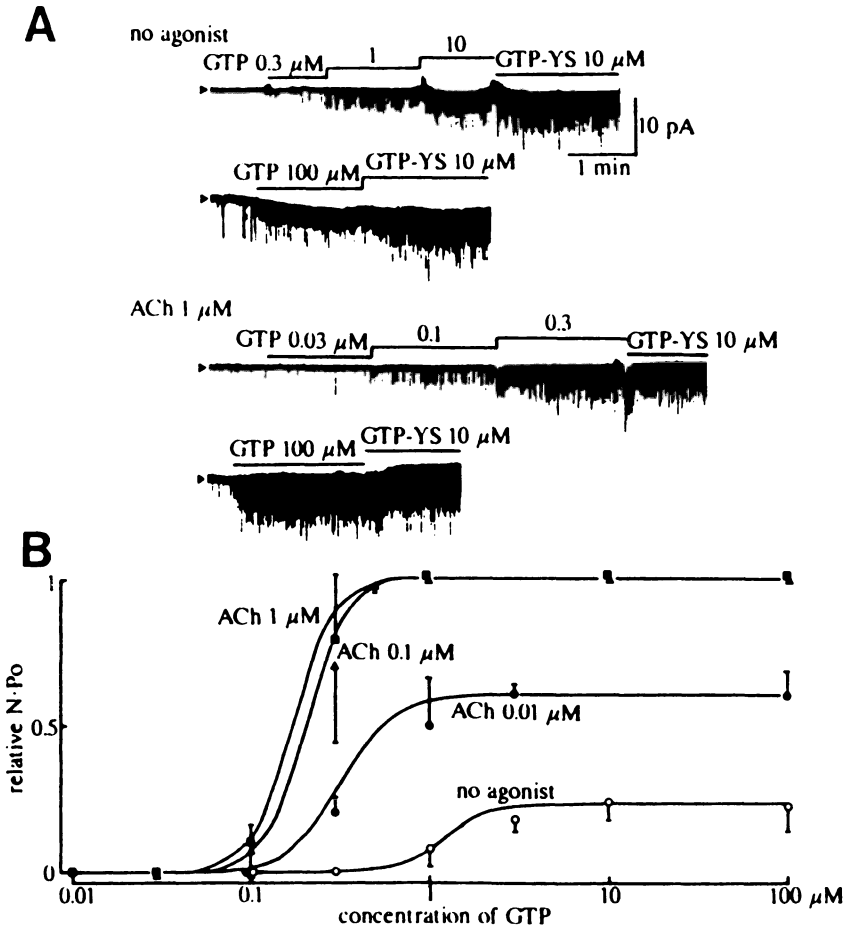 A
no agonist
GTP 0.3 μM 1 10 GTP-γS 10 μM
10 pA
1 min
GTP 100 μM GTP-γS 10 μM
ACh 1 μM
GTP 0.03 μM 0.1 0.3 GTP-γS 10 μM
GTP 100 μM GTP-γS 10 μM
B
1
ACh 1 μM
ACh 0.1 μM
relative N·Po
0.5
ACh 0.01 μM
no agonist
0
0.01 0.1 1 10 100 μM
concentration of GTP